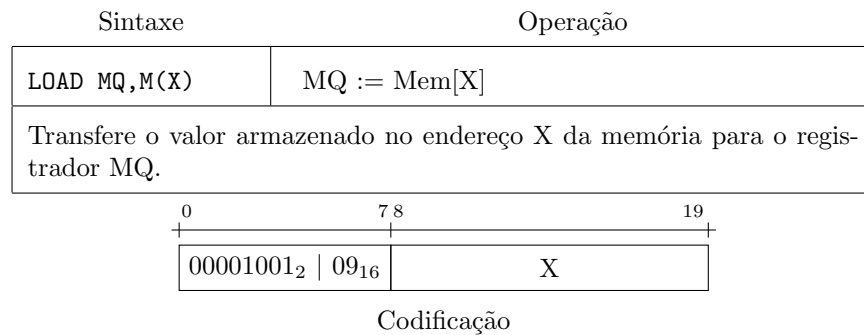 Sintaxe Operação
LOAD MQ,M(X) MQ := Mem[X]
Transfere o valor armazenado no endereço X da memória para o regis-
trador MQ.
0 7 8 19
00001001₂ | 09₁₆ X
Codificação